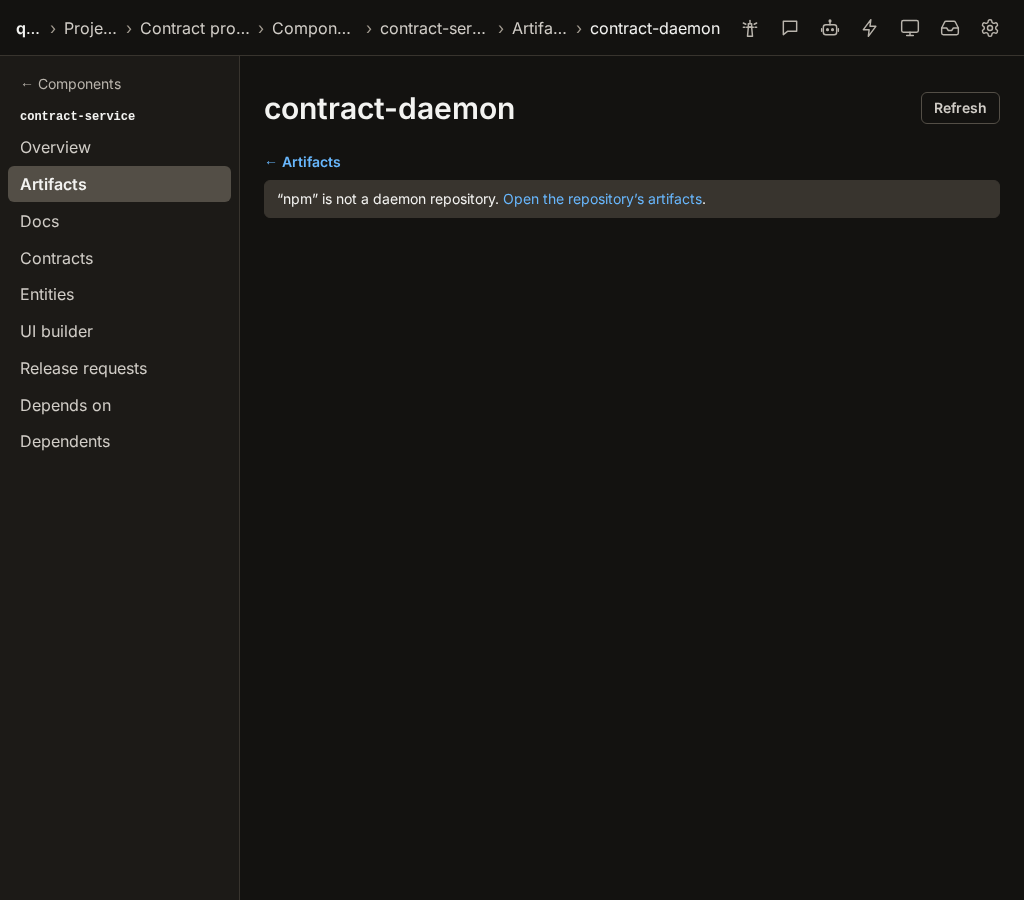 q... › Proje... › Contract pro... › Compon... › contract-ser... › Artifa... › contract-daemon
← Components
contract-service
Overview
Artifacts
Docs
Contracts
Entities
UI builder
Release requests
Depends on
Dependents
contract-daemon
Refresh
← Artifacts
“npm” is not a daemon repository. Open the repository’s artifacts.